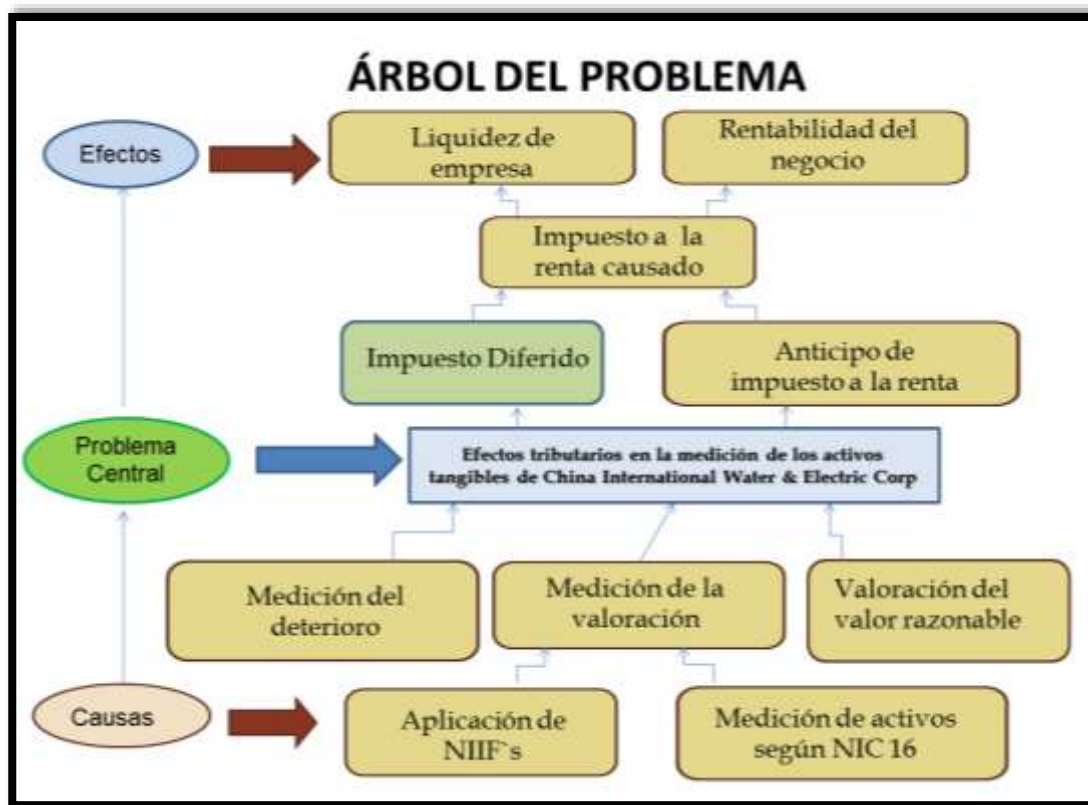 ÁRBOL DEL PROBLEMA
Efectos
Liquidez de
empresa
Rentabilidad del
negocio
Impuesto a la
renta causado
Impuesto Diferido
Anticipo de
impuesto a la renta
Problema
Central
Efectos tributarios en la medición de los activos
tangibles de China International Water & Electric Corp
Medición del
deterioro
Medición de la
valoración
Valoración del
valor razonable
Causas
Aplicación de
NIIF`s
Medición de activos
según NIC 16